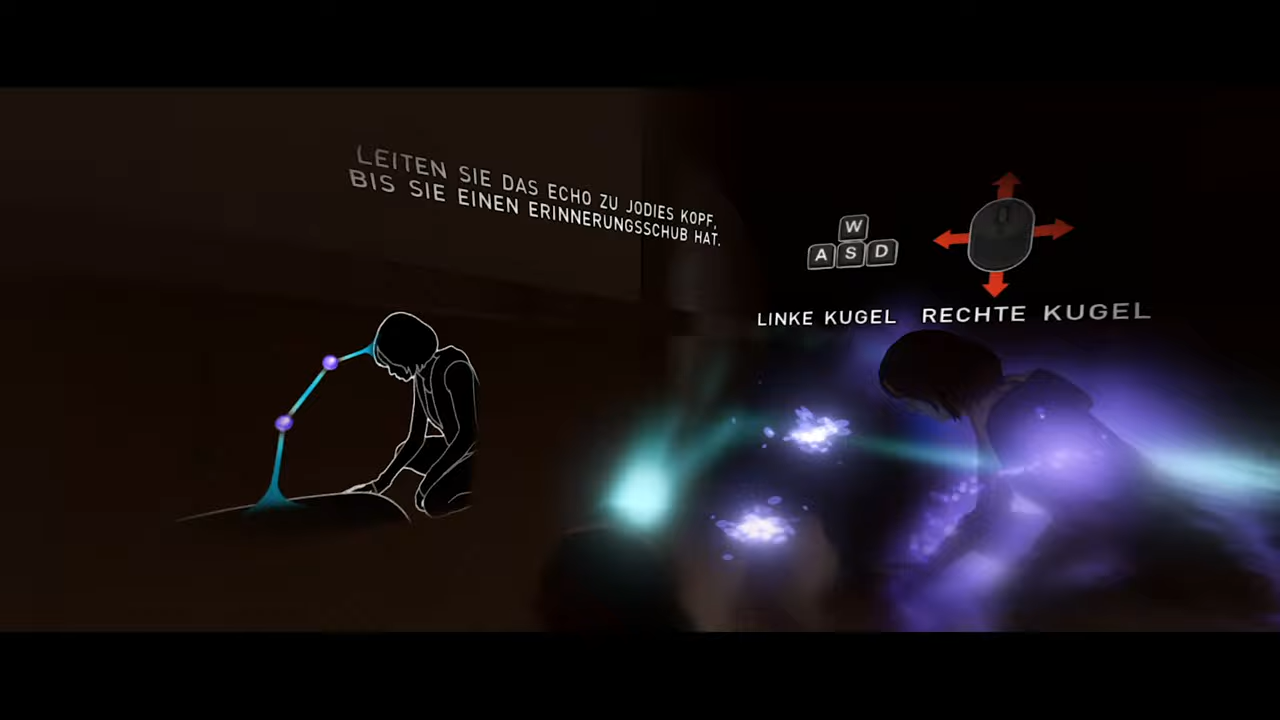 LEITEN SIE DAS ECHO ZU JODIES KOPF,
BIS SIE EINEN ERINNERUNGSSCHUB HAT.
W
A S D
LINKE KUGEL RECHTE KUGEL